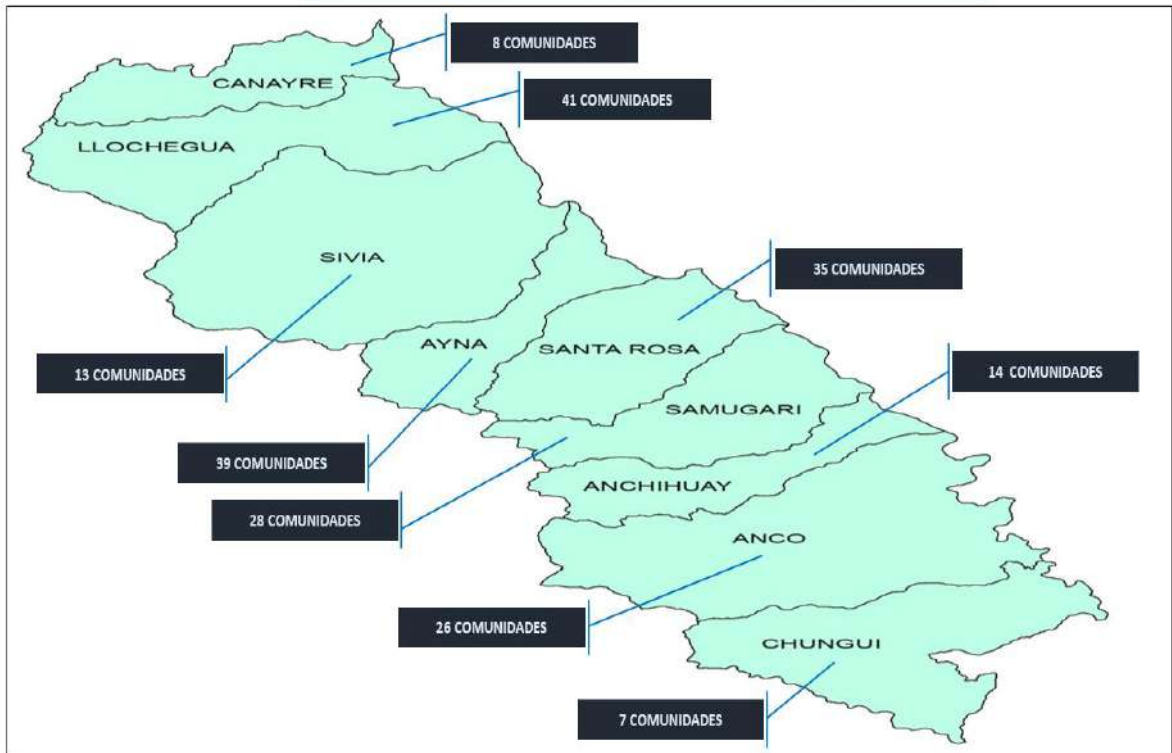 8 COMUNIDADES
CANAYRE
41 COMUNIDADES
LLOCHEGUA
SIVIA
35 COMUNIDADES
AYNA
SANTA ROSA
13 COMUNIDADES
14 COMUNIDADES
SAMUGARI
39 COMUNIDADES
ANCHIHUAY
28 COMUNIDADES
ANCO
26 COMUNIDADES
CHUNGUI
7 COMUNIDADES